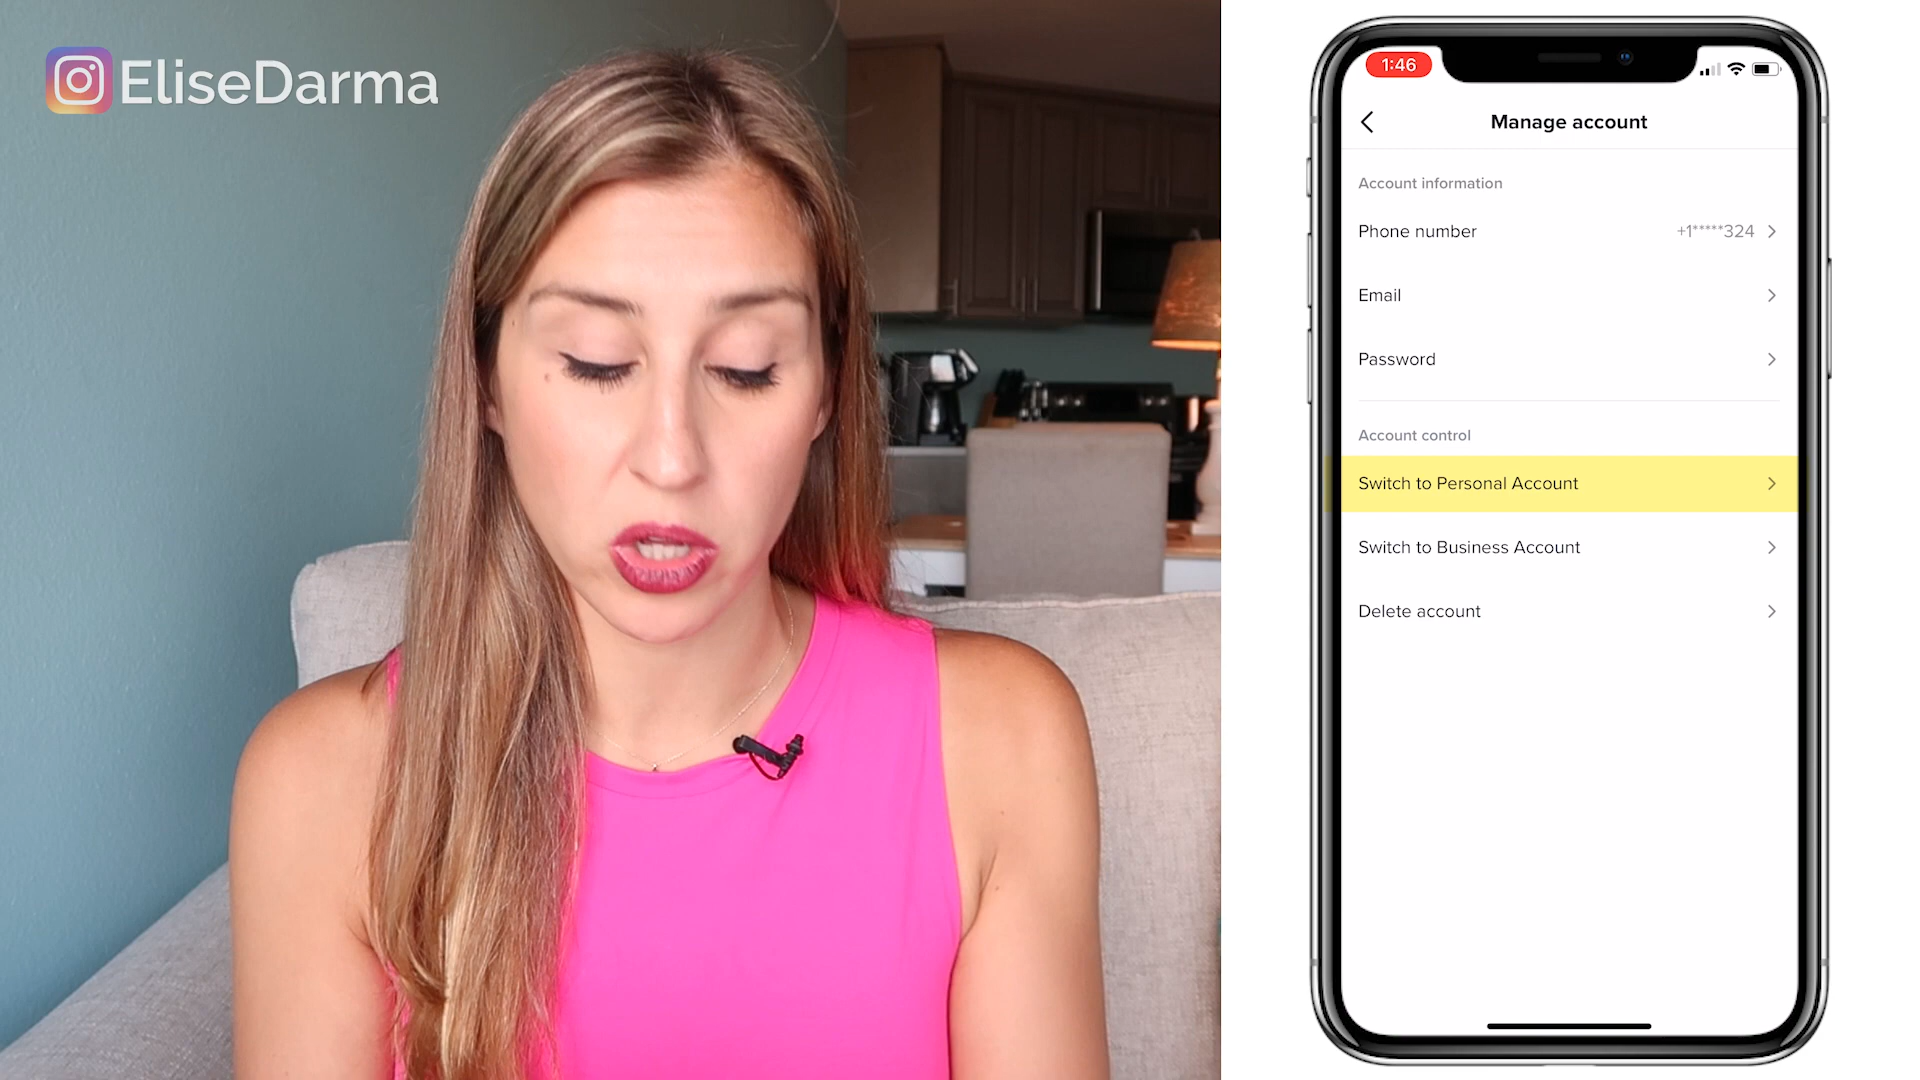 EliseDarma
1:46
Manage account
Account information
Phone number +1*****324
Email
Password
Account control
Switch to Personal Account
Switch to Business Account
Delete account